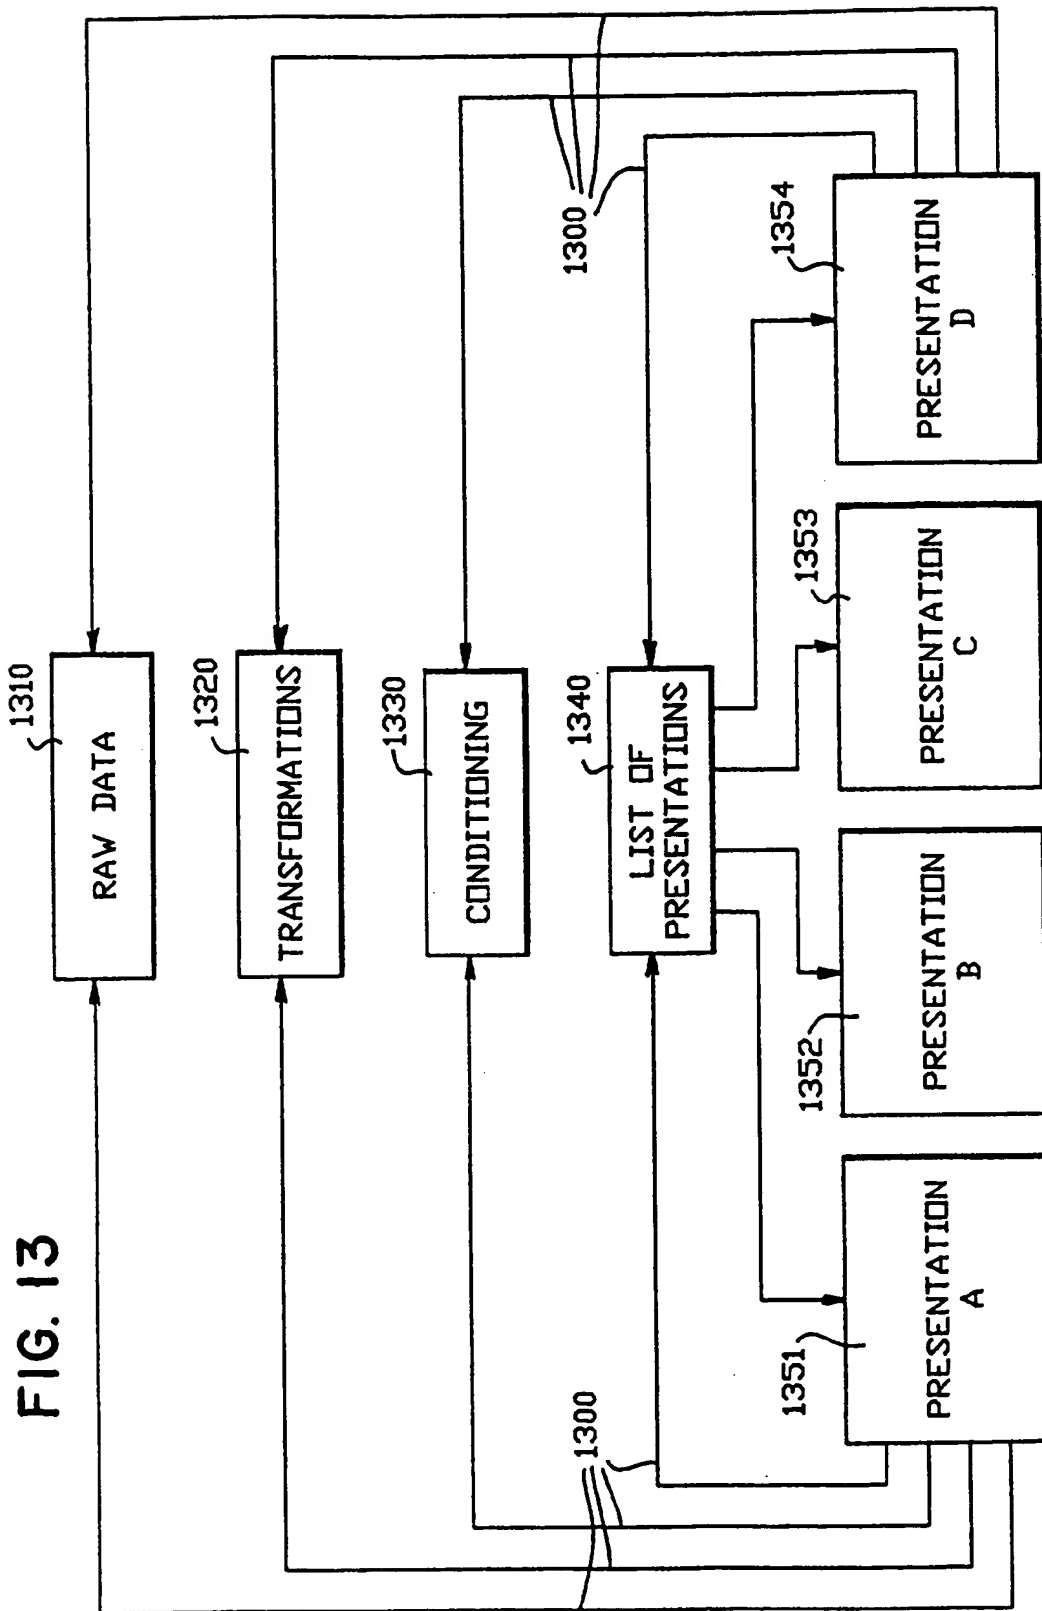 FIG. 13
1310
RAW DATA
1320
TRANSFORMATIONS
1330
CONDITIONING
1340
LIST OF
PRESENTATIONS
1300
1300
1351
PRESENTATION
A
1352
PRESENTATION
B
1353
PRESENTATION
C
1354
PRESENTATION
D